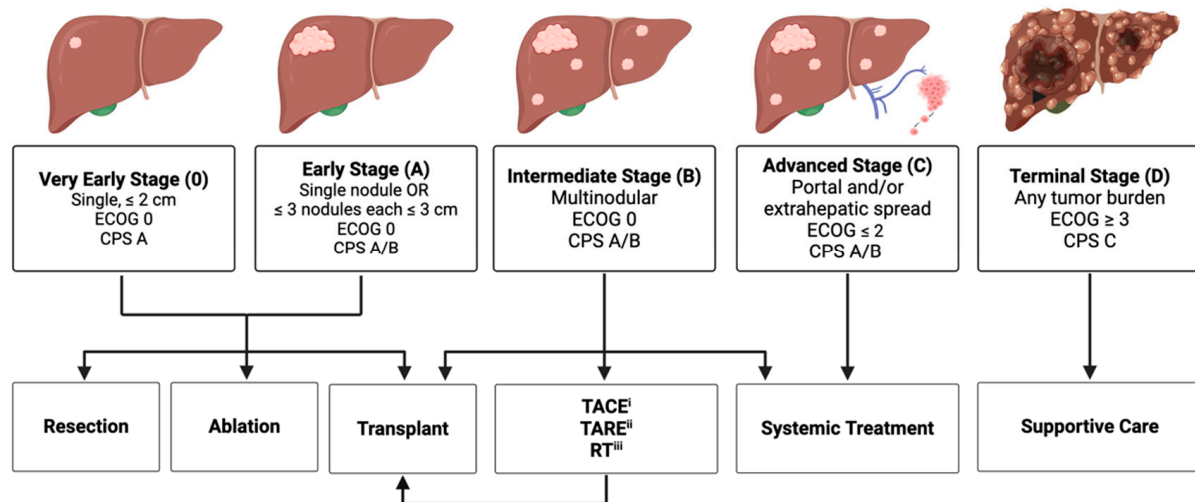 Very Early Stage (0)
Single, ≤ 2 cm
ECOG 0
CPS A
Early Stage (A)
Single nodule OR
≤ 3 nodules each ≤ 3 cm
ECOG 0
CPS A/B
Intermediate Stage (B)
Multinodular
ECOG 0
CPS A/B
Advanced Stage (C)
Portal and/or
extrahepatic spread
ECOG ≤ 2
CPS A/B
Terminal Stage (D)
Any tumor burden
ECOG ≥ 3
CPS C
Resection
Ablation
Transplant
TACEⁱ
TAREⁱⁱ
RTⁱⁱⁱ
Systemic Treatment
Supportive Care